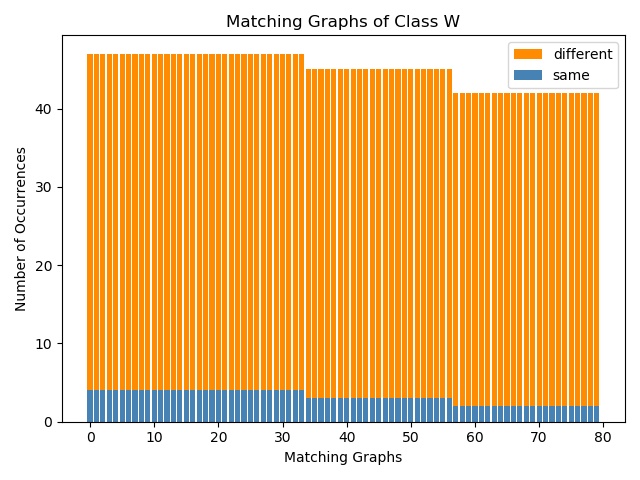 Matching Graphs of Class W
different
same
Number of Occurrences
40
30
20
10
0
0 10 20 30 40 50 60 70 80
Matching Graphs